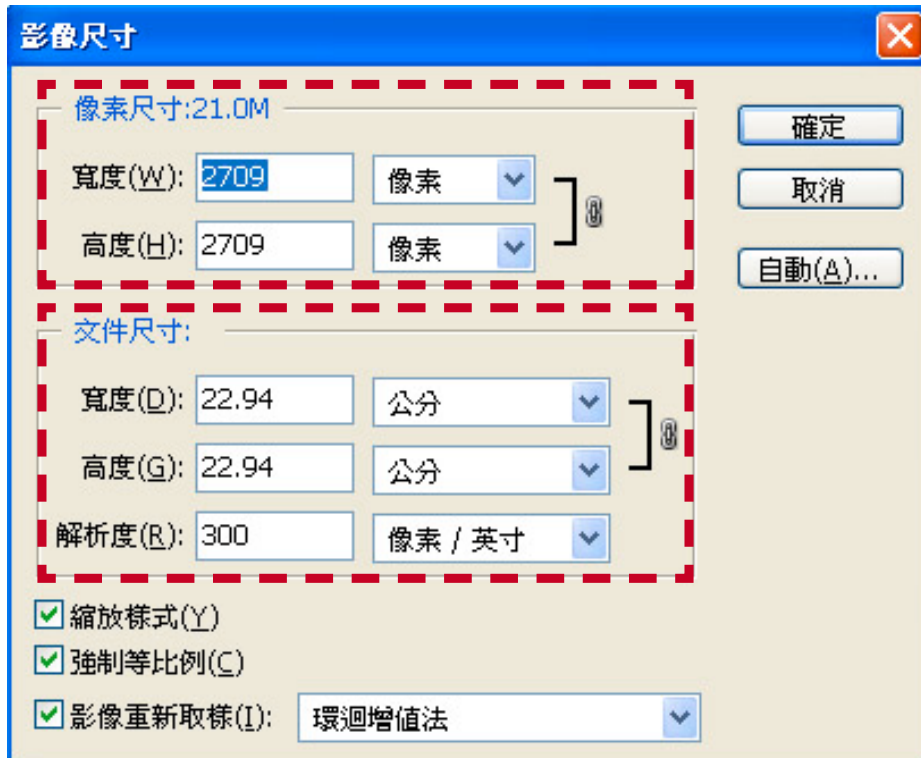 影像尺寸
像素尺寸:21.0M
寬度(W): 2709 像素
高度(H): 2709 像素
確定
取消
自動(A)...
文件尺寸:
寬度(D): 22.94 公分
高度(G): 22.94 公分
解析度(R): 300 像素 / 英寸
縮放樣式(Y)
強制等比例(C)
影像重新取樣(I): 環迴增值法